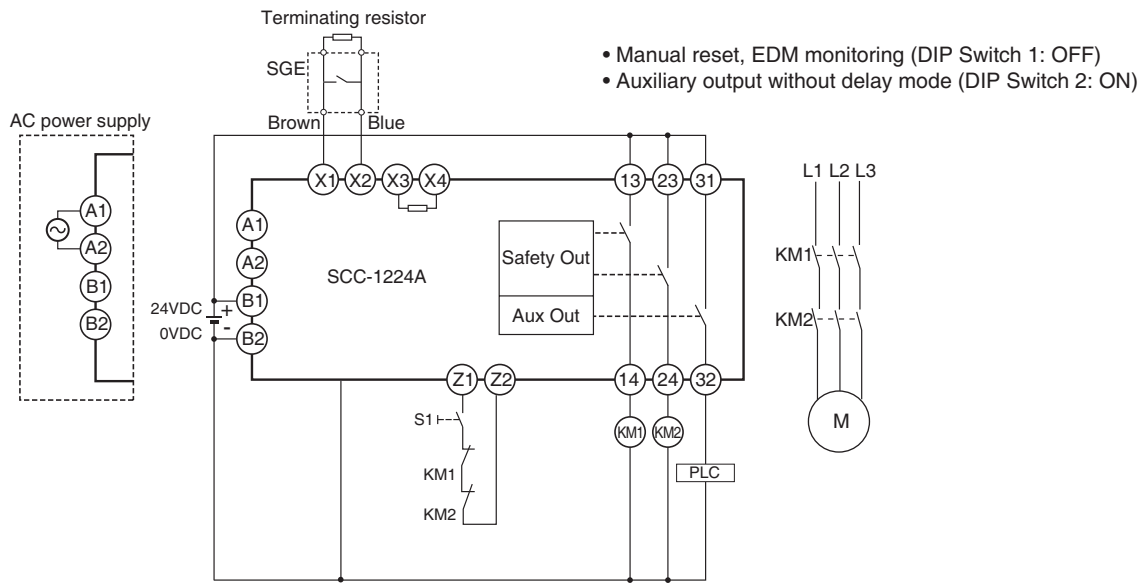 Terminating resistor
• Manual reset, EDM monitoring (DIP Switch 1: OFF)
• Auxiliary output without delay mode (DIP Switch 2: ON)
SGE
AC power supply
Brown
Blue
X1
X2
X3
X4
13
23
31
L1
L2
L3
A1
A2
B1
B2
A1
A2
B1
B2
SCC-1224A
Safety Out
Aux Out
24VDC
+
0VDC
-
KM1
KM2
M
Z1
Z2
14
24
32
S1
KM1
KM2
KM1
KM2
PLC